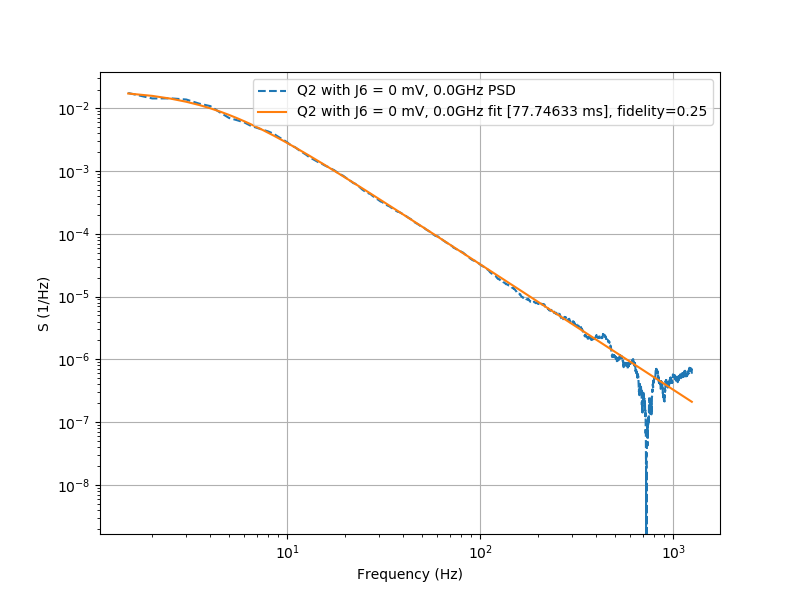 Q2 with J6 = 0 mV, 0.0GHz PSD
Q2 with J6 = 0 mV, 0.0GHz fit [77.74633 ms], fidelity=0.25
S (1/Hz)
10⁻²
10⁻³
10⁻⁴
10⁻⁵
10⁻⁶
10⁻⁷
10⁻⁸
10¹ 10² 10³
Frequency (Hz)